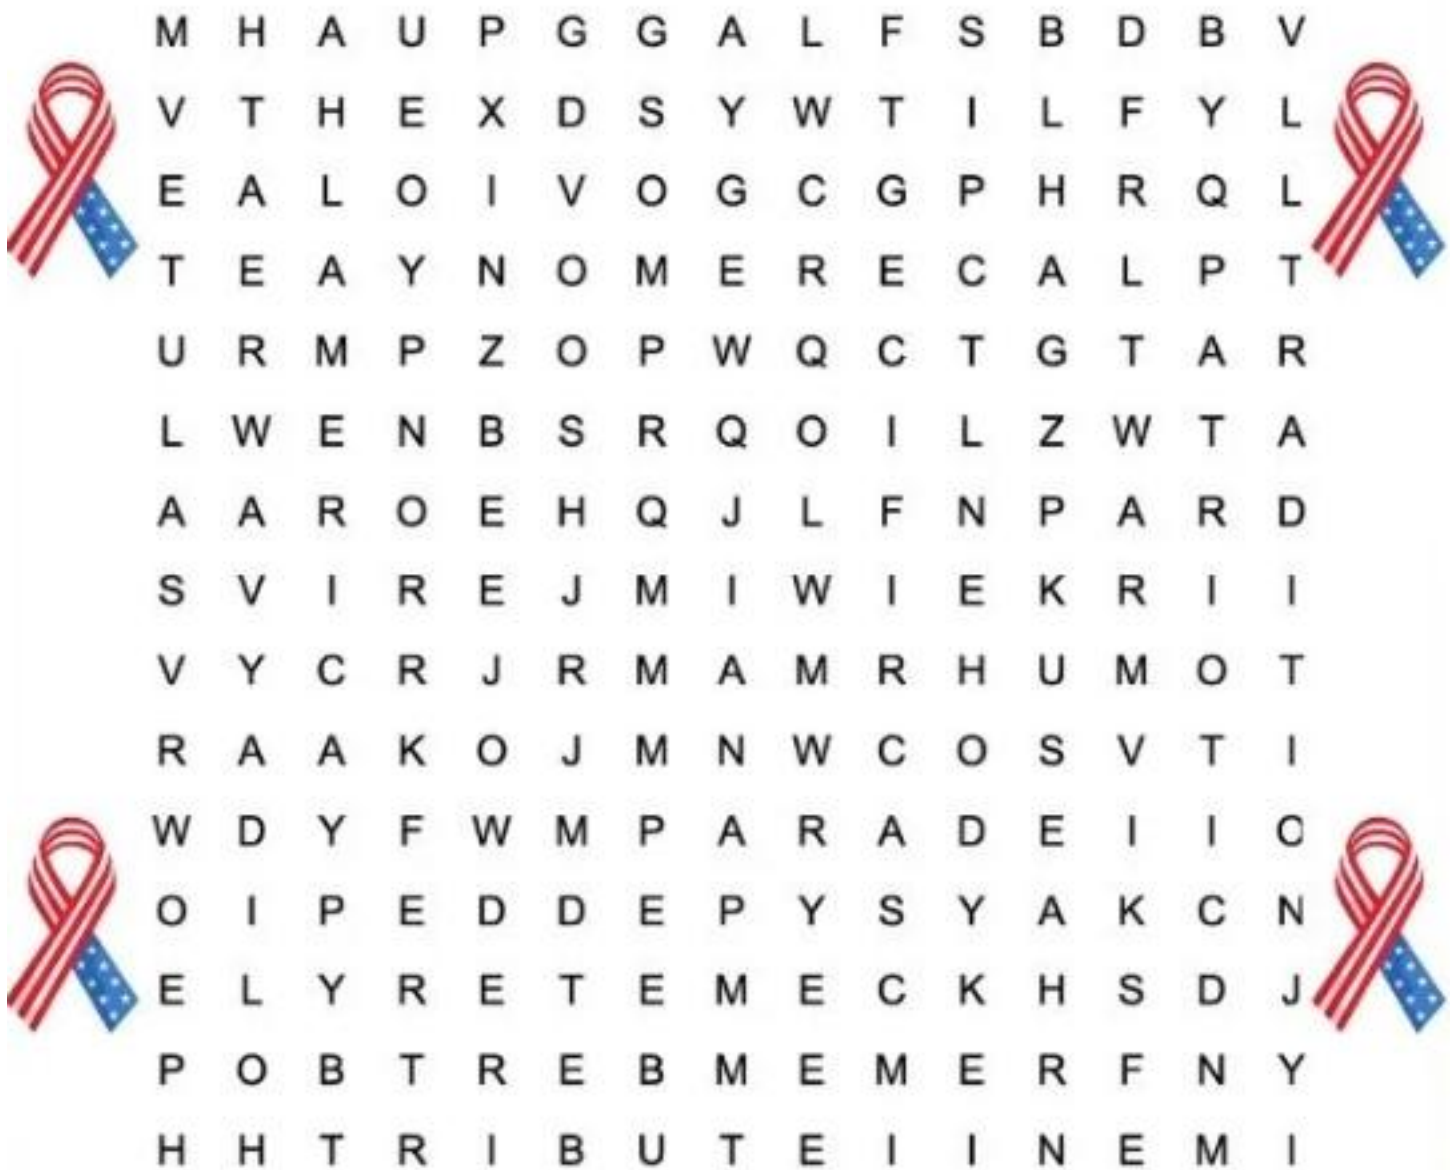 M H A U P G G A L F S B D B V
V T H E X D S Y W T I L F Y L
E A L O I V O G C G P H R Q L
T E A Y N O M E R E C A L P T
U R M P Z O P W Q C T G T A R
L W E N B S R Q O I L Z W T A
A A R O E H Q J L F N P A R D
S V I R E J M I W I E K R I I
V Y C R J R M A M R H U M O T
R A A K O J M N W C O S V T I
W D Y F W M P A R A D E I I O
O I P E D D E P Y S Y A K C N
E L Y R E T E M E C K H S D J
P O B T R E B M E M E R F N Y
H H T R I B U T E I I N E M I